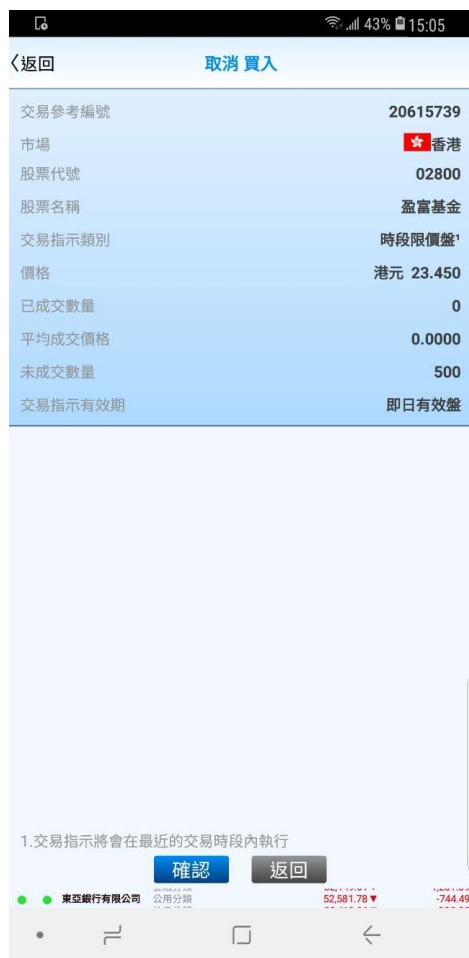 43% 15:05
返回 取消 買入
交易參考編號 20615739
市場 香港
股票代號 02800
股票名稱 盈富基金
交易指示類別 時段限價盤¹
價格 港元 23.450
已成交數量 0
平均成交價格 0.0000
未成交數量 500
交易指示有效期 即日有效盤
1.交易指示將會在最近的交易時段內執行
確認 返回
東亞銀行有限公司 公用分類 52,581.78▼ -744.49